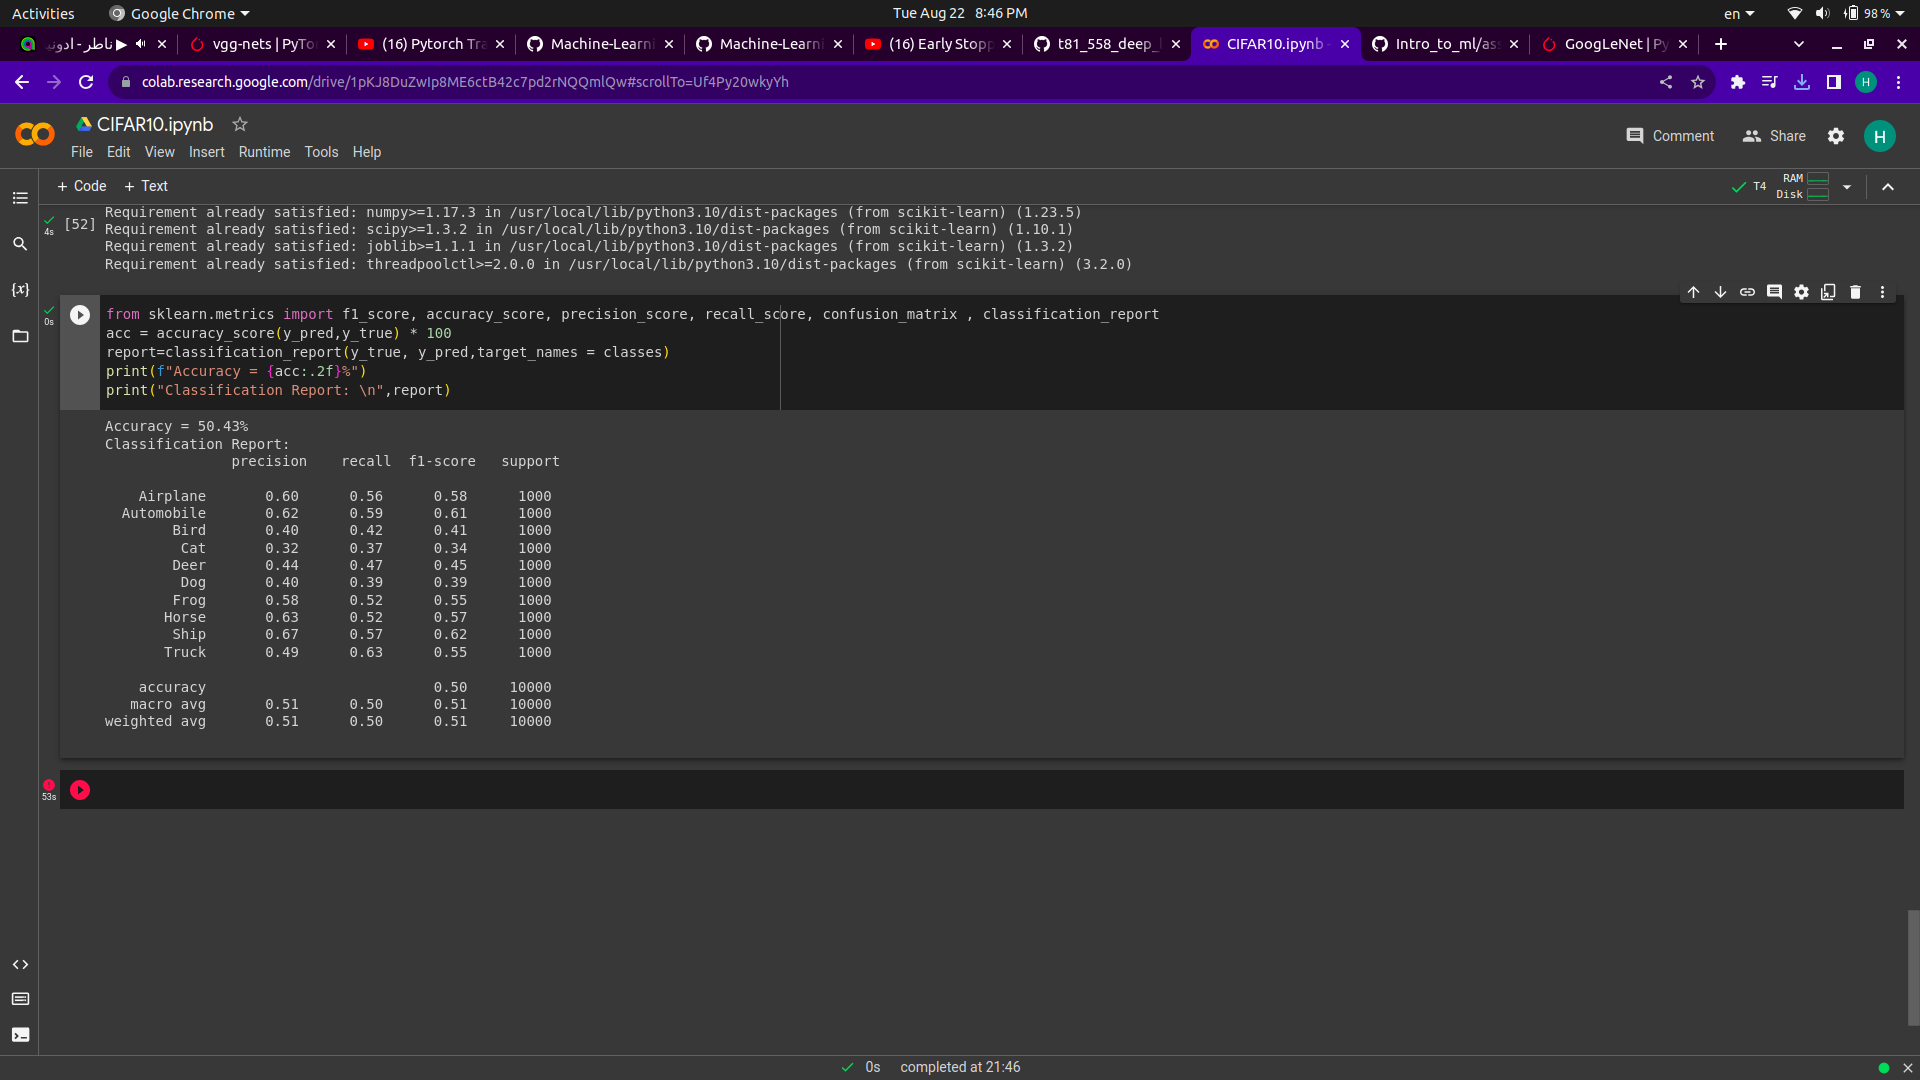 Activities Google Chrome Tue Aug 22 8:46 PM en 98 %
vgg-nets | PyTo (16) Pytorch Tra Machine-Learni Machine-Learni (16) Early Stopp t81_558_deep_l CIFAR10.ipynb - Intro_to_ml/as GoogLeNet | Py
colab.research.google.com/drive/1pKJ8DuZwIp8ME6ctB42c7pd2rNQQmlQw#scrollTo=Uf4Py20wkyYh H
CIFAR10.ipynb
File Edit View Insert Runtime Tools Help
Comment Share H
+ Code + Text T4 RAM Disk
[52] 4s
Requirement already satisfied: numpy>=1.17.3 in /usr/local/lib/python3.10/dist-packages (from scikit-learn) (1.23.5)
Requirement already satisfied: scipy>=1.3.2 in /usr/local/lib/python3.10/dist-packages (from scikit-learn) (1.10.1)
Requirement already satisfied: joblib>=1.1.1 in /usr/local/lib/python3.10/dist-packages (from scikit-learn) (1.3.2)
Requirement already satisfied: threadpoolctl>=2.0.0 in /usr/local/lib/python3.10/dist-packages (from scikit-learn) (3.2.0)
{x}
0s
from sklearn.metrics import f1_score, accuracy_score, precision_score, recall_score, confusion_matrix , classification_report
acc = accuracy_score(y_pred,y_true) * 100
report=classification_report(y_true, y_pred,target_names = classes)
print(f"Accuracy = {acc:.2f}%")
print("Classification Report: \n",report)
Accuracy = 50.43%
Classification Report:
precision recall f1-score support
Airplane 0.60 0.56 0.58 1000
Automobile 0.62 0.59 0.61 1000
Bird 0.40 0.42 0.41 1000
Cat 0.32 0.37 0.34 1000
Deer 0.44 0.47 0.45 1000
Dog 0.40 0.39 0.39 1000
Frog 0.58 0.52 0.55 1000
Horse 0.63 0.52 0.57 1000
Ship 0.67 0.57 0.62 1000
Truck 0.49 0.63 0.55 1000
accuracy 0.50 10000
macro avg 0.51 0.50 0.51 10000
weighted avg 0.51 0.50 0.51 10000
53s
0s completed at 21:46